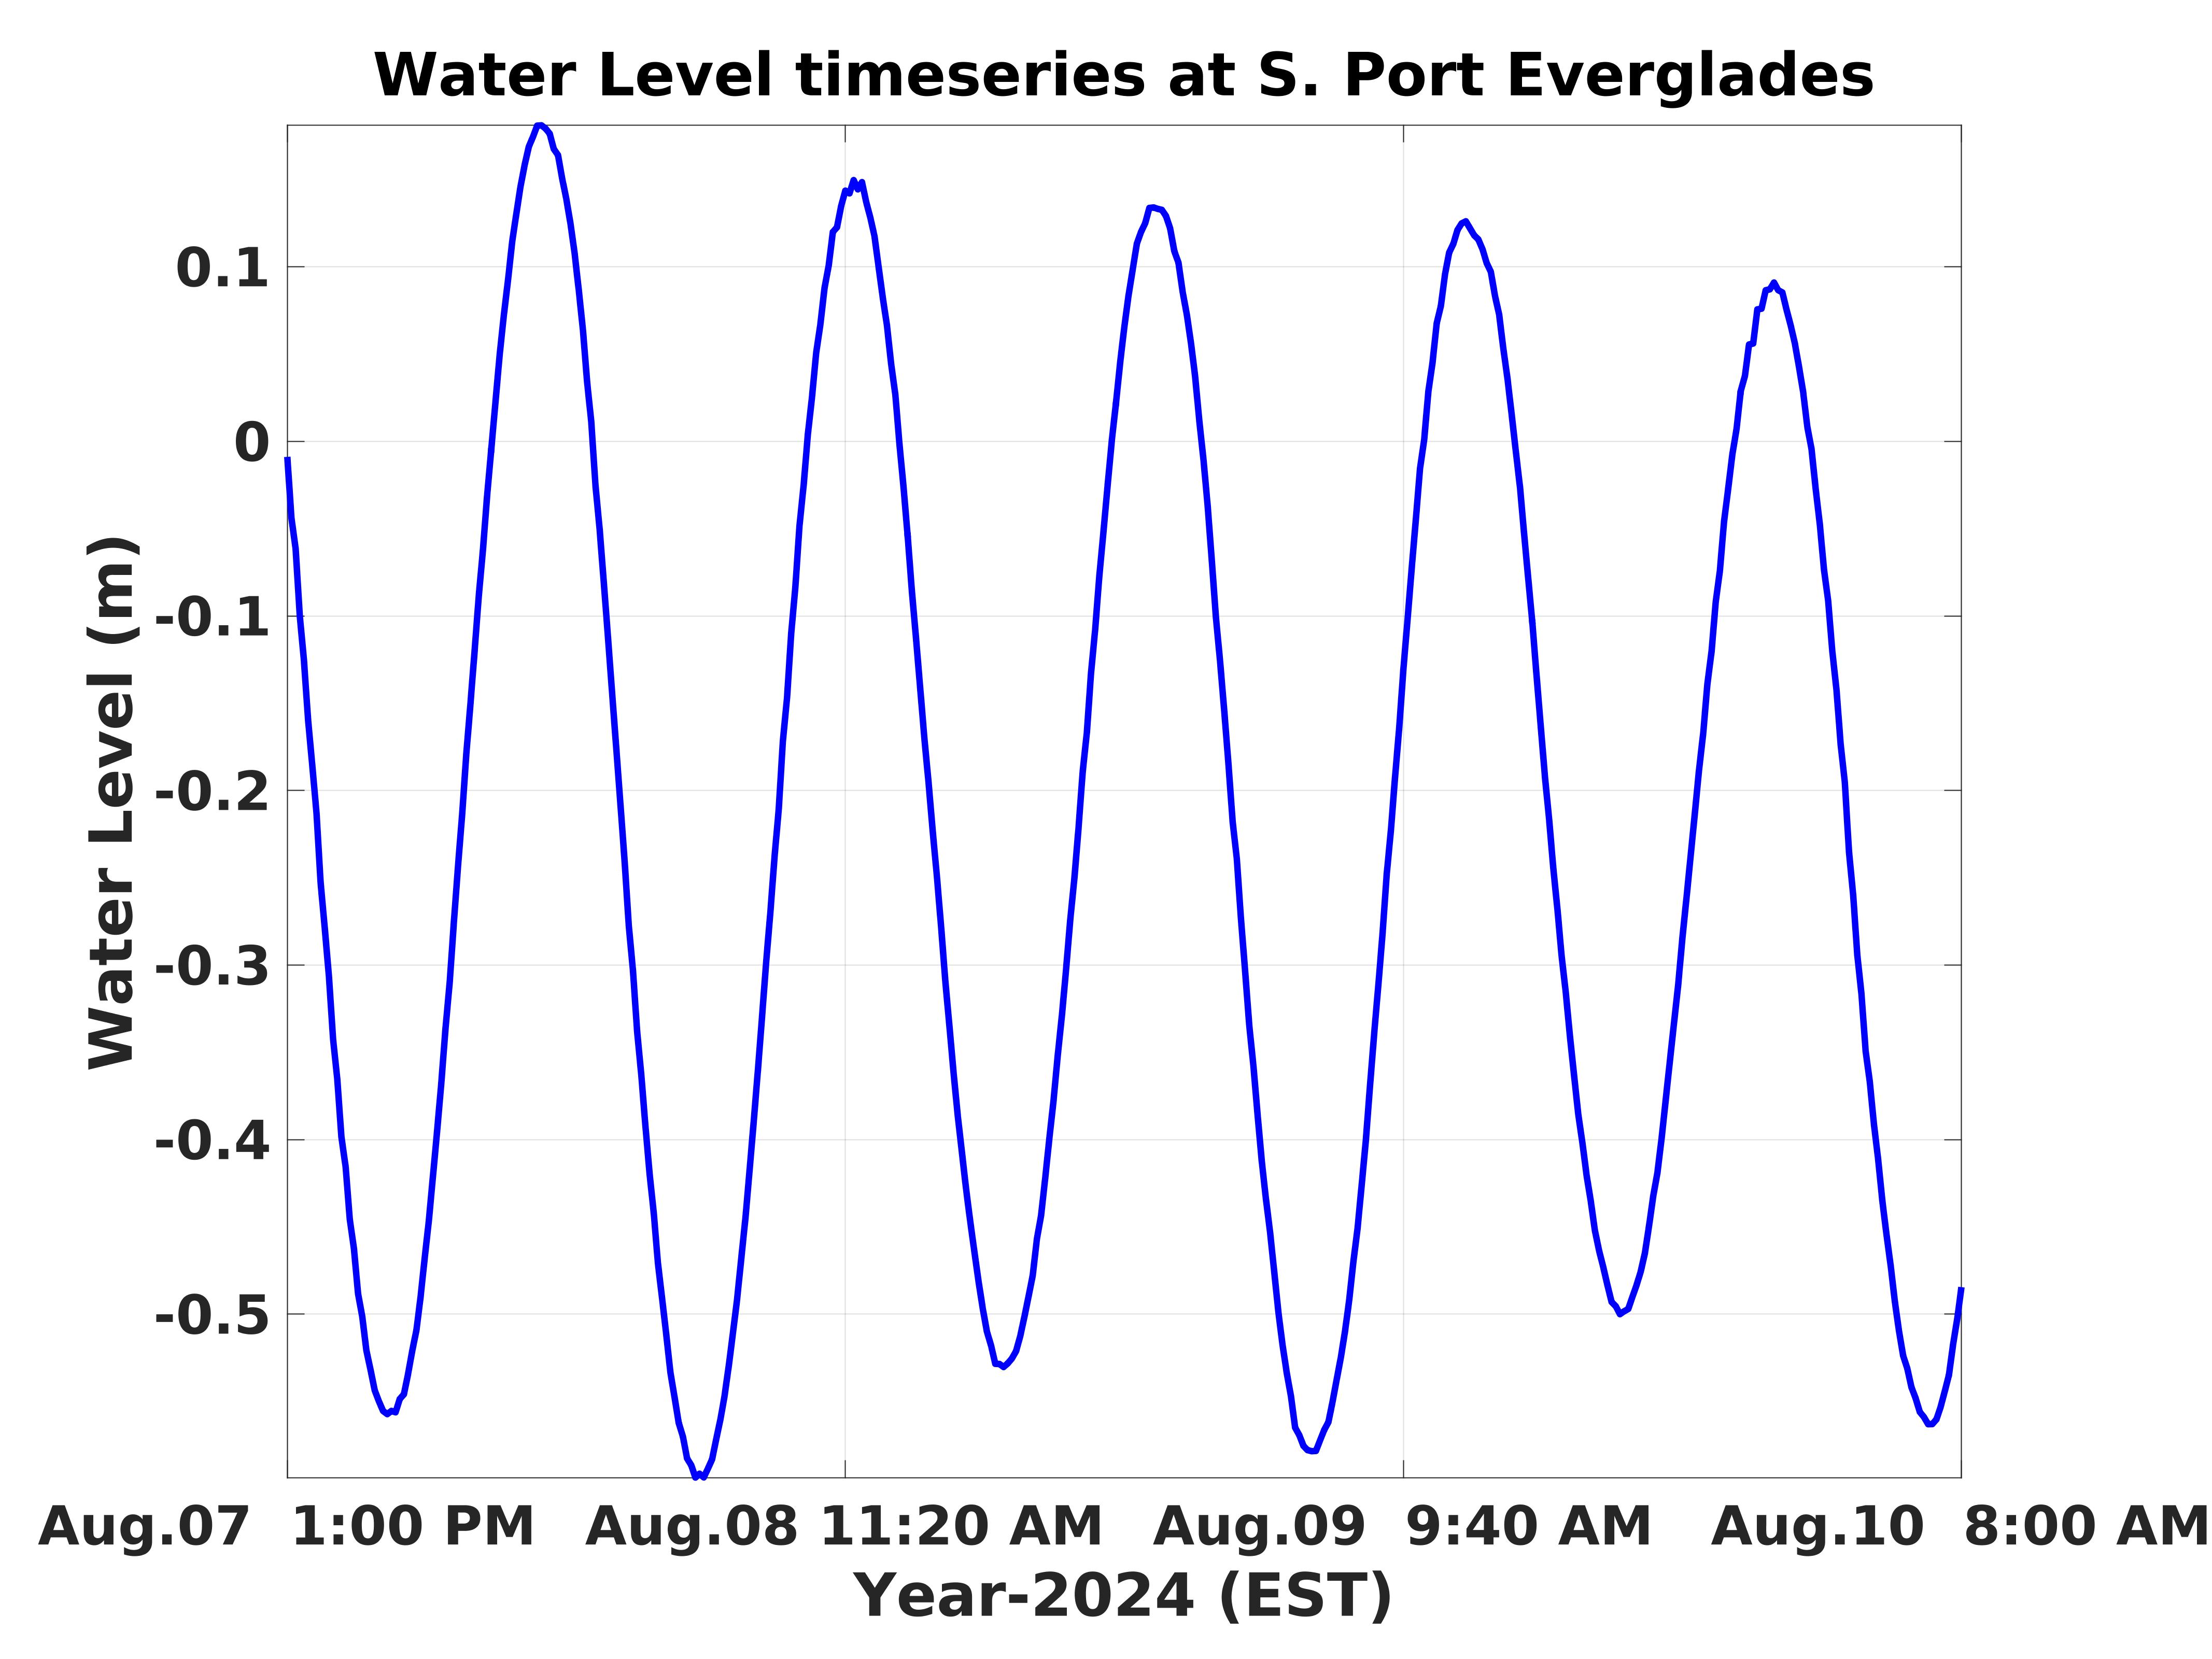 Water Level timeseries at S. Port Everglades
Water Level (m)
0.1
0
-0.1
-0.2
-0.3
-0.4
-0.5
Aug.07 1:00 PM Aug.08 11:20 AM Aug.09 9:40 AM Aug.10 8:00 AM
Year-2024 (EST)